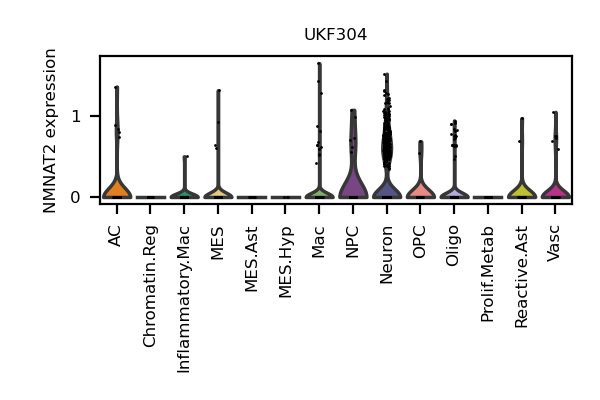 UKF304
NMNAT2 expression
1
0
AC
Chromatin.Reg
Inflammatory.Mac
MES
MES.Ast
MES.Hyp
Mac
NPC
Neuron
OPC
Oligo
Prolif.Metab
Reactive.Ast
Vasc